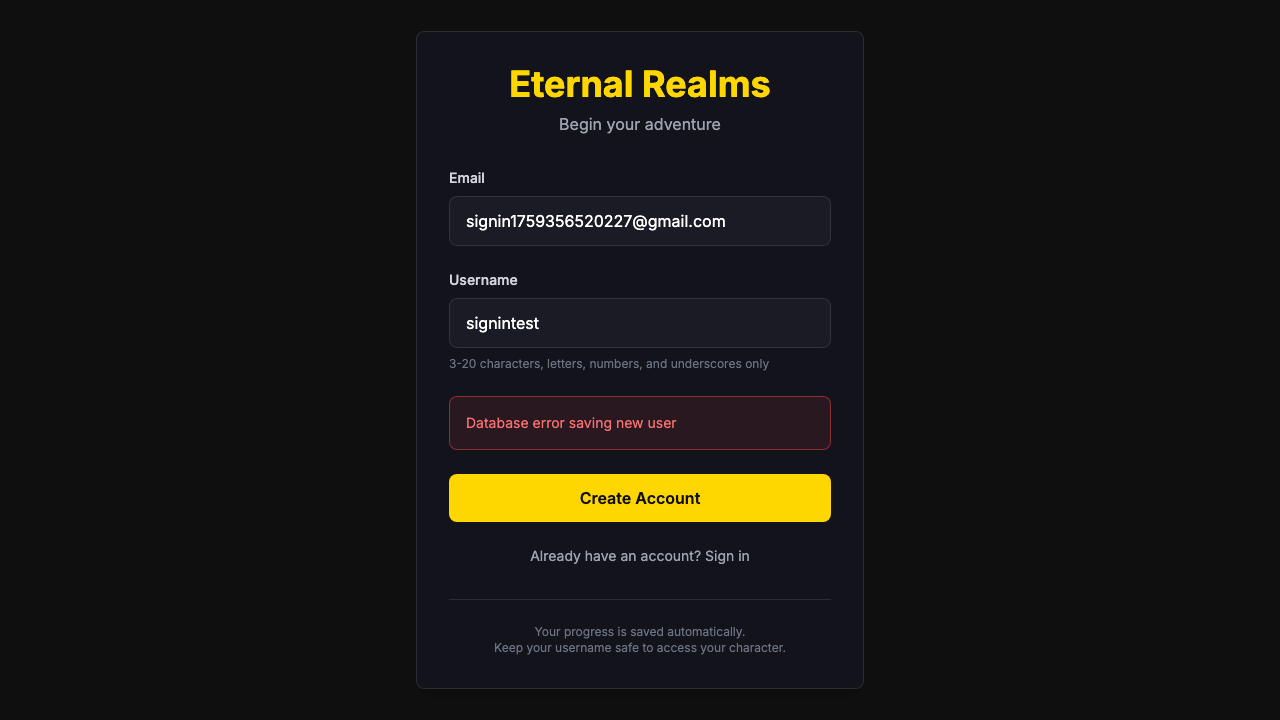 Eternal Realms
Begin your adventure
Email
signin1759356520227@gmail.com
Username
signintest
3-20 characters, letters, numbers, and underscores only
Database error saving new user
Create Account
Already have an account? Sign in
Your progress is saved automatically.
Keep your username safe to access your character.